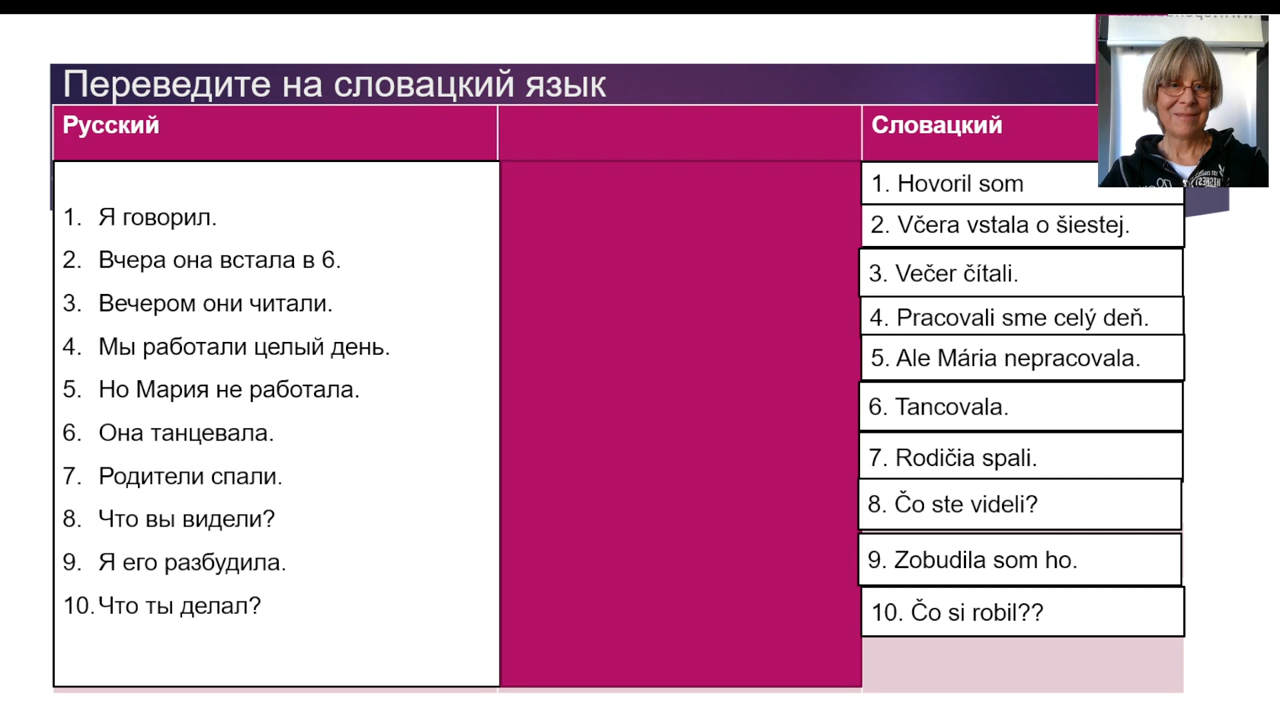 Переведите на словацкий язык
Русский
Словацкий
1. Я говорил.
2. Вчера она встала в 6.
3. Вечером они читали.
4. Мы работали целый день.
5. Но Мария не работала.
6. Она танцевала.
7. Родители спали.
8. Что вы видели?
9. Я его разбудила.
10. Что ты делал?
1. Hovoril som
2. Včera vstala o šiestej.
3. Večer čítali.
4. Pracovali sme celý deň.
5. Ale Mária nepracovala.
6. Tancovala.
7. Rodičia spali.
8. Čo ste videli?
9. Zobudila som ho.
10. Čo si robil??